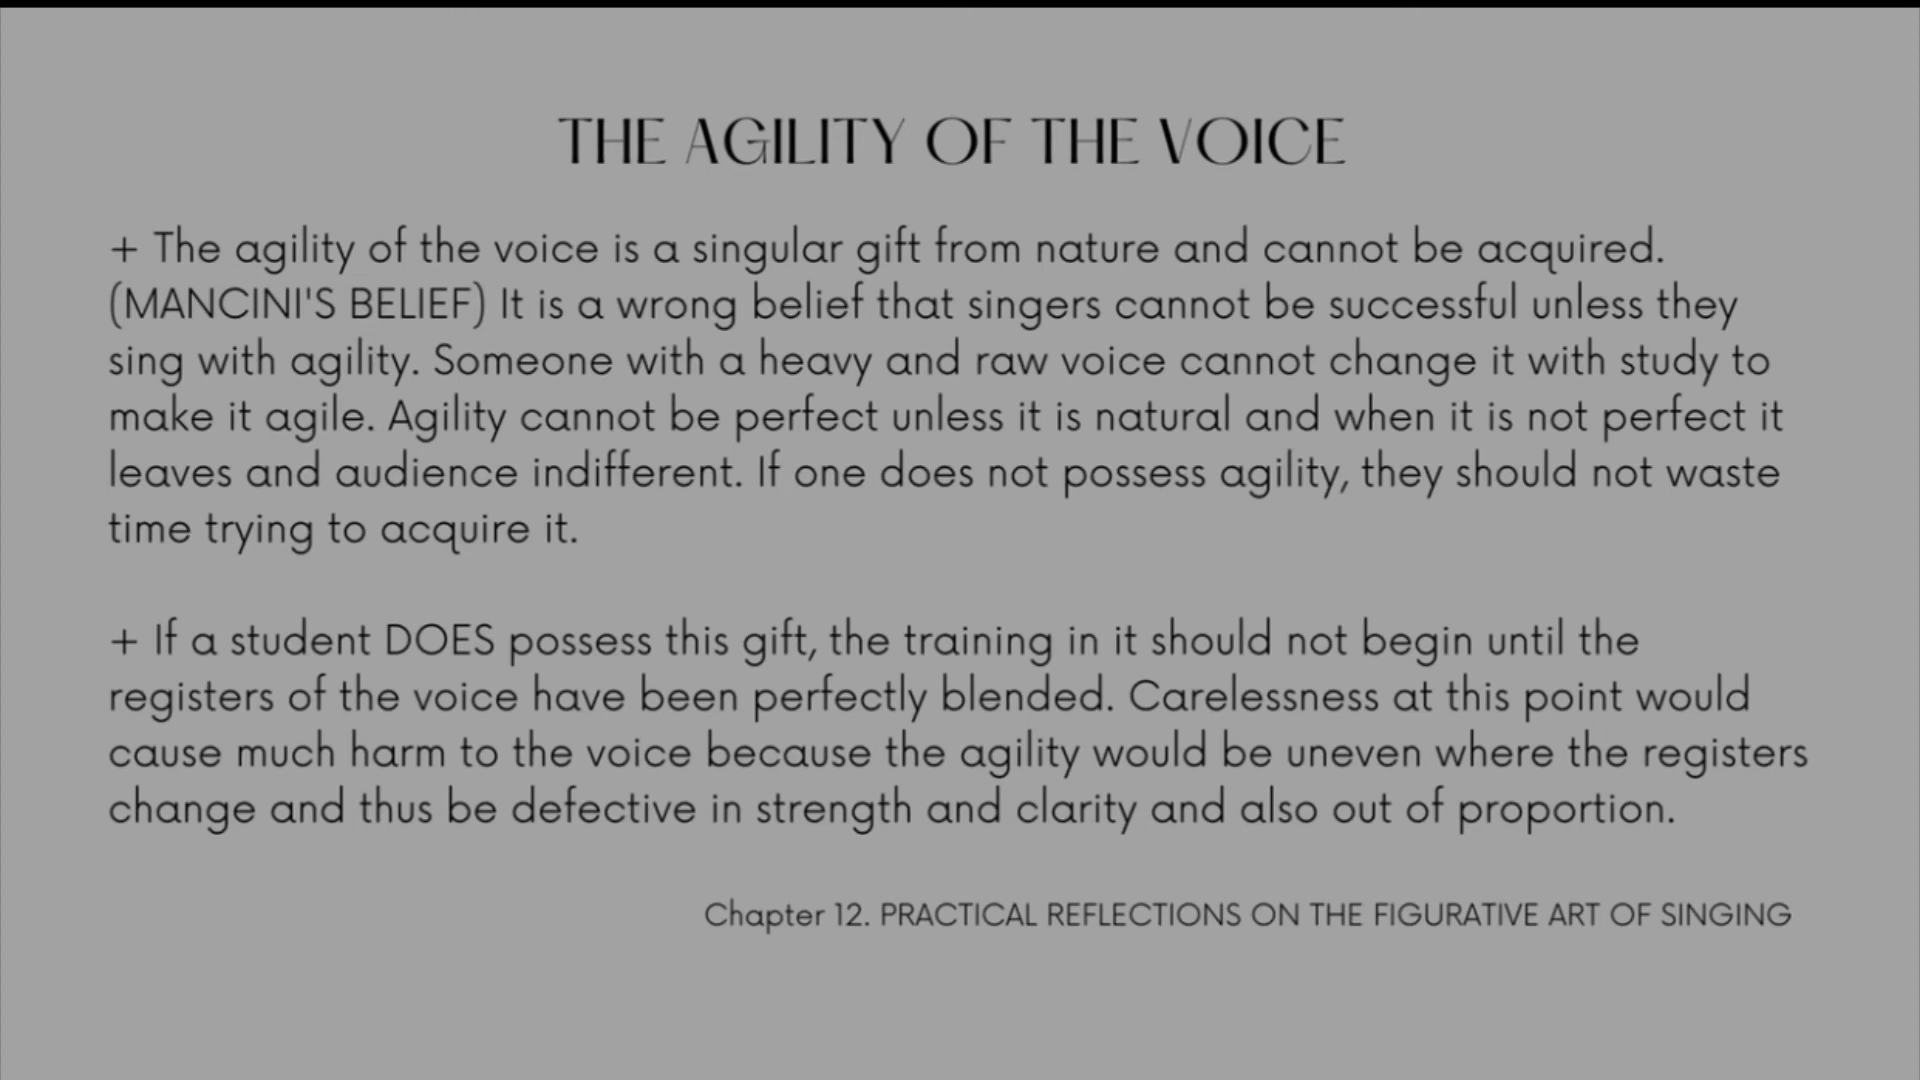 THE AGILITY OF THE VOICE
+ The agility of the voice is a singular gift from nature and cannot be acquired.
(MANCINI'S BELIEF) It is a wrong belief that singers cannot be successful unless they
sing with agility. Someone with a heavy and raw voice cannot change it with study to
make it agile. Agility cannot be perfect unless it is natural and when it is not perfect it
leaves and audience indifferent. If one does not possess agility, they should not waste
time trying to acquire it.
+ If a student DOES possess this gift, the training in it should not begin until the
registers of the voice have been perfectly blended. Carelessness at this point would
cause much harm to the voice because the agility would be uneven where the registers
change and thus be defective in strength and clarity and also out of proportion.
Chapter 12. PRACTICAL REFLECTIONS ON THE FIGURATIVE ART OF SINGING